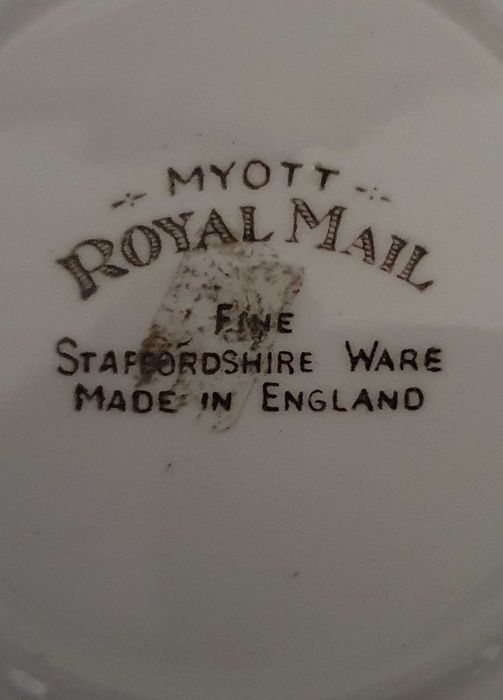 MYOTT
ROYAL MAIL
FINE
STAFFORDSHIRE WARE
MADE IN ENGLAND